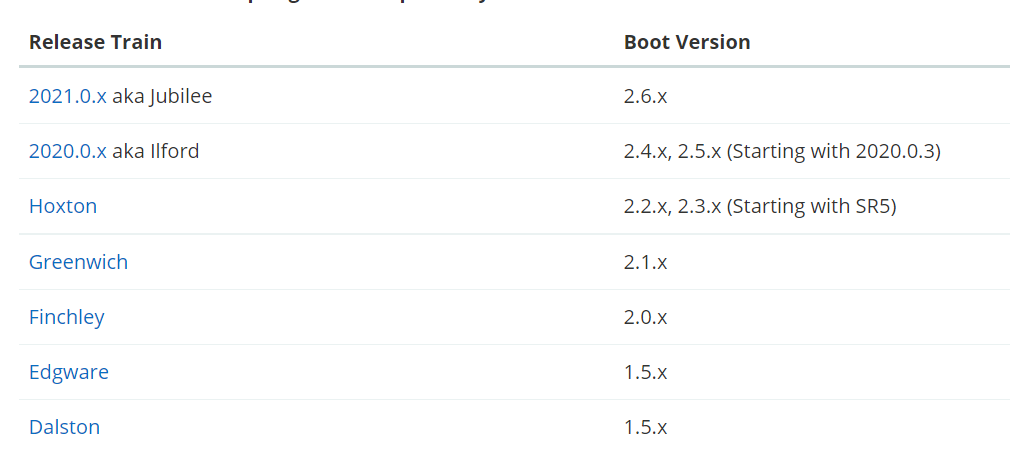 Release Train Boot Version
2021.0.x aka Jubilee 2.6.x
2020.0.x aka Ilford 2.4.x, 2.5.x (Starting with 2020.0.3)
Hoxton 2.2.x, 2.3.x (Starting with SR5)
Greenwich 2.1.x
Finchley 2.0.x
Edgware 1.5.x
Dalston 1.5.x